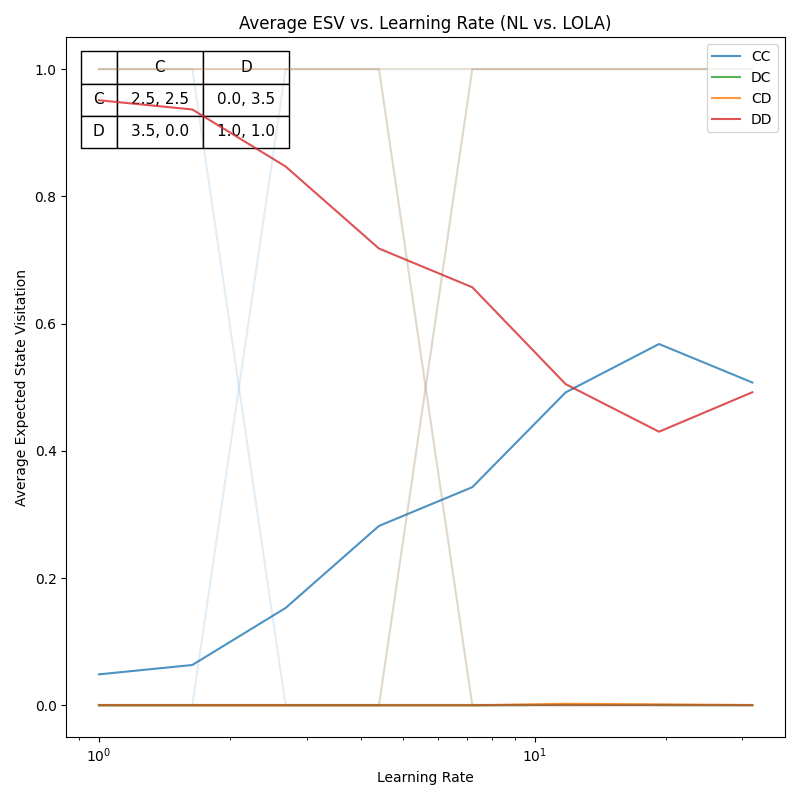 Average ESV vs. Learning Rate (NL vs. LOLA)
C D
C 2.5, 2.5 0.0, 3.5
D 3.5, 0.0 1.0, 1.0
CC
DC
CD
DD
1.0
0.8
0.6
0.4
0.2
0.0
Average Expected State Visitation
10⁰ 10¹
Learning Rate